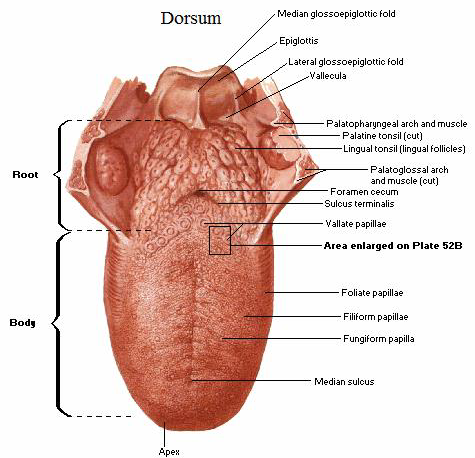 Dorsum
Median glossoepiglottic fold
Epiglottis
Lateral glossoepiglottic fold
Vallecula
Palatopharyngeal arch and muscle
Palatine tonsil (cut)
Lingual tonsil (lingual follicles)
Root
Palatoglossal arch
and muscle (cut)
Foramen cecum
Sulcus terminalis
Vallate papillae
Area enlarged on Plate 52B
Foliate papillae
Body
Filiform papillae
Fungiform papilla
Median sulcus
Apex